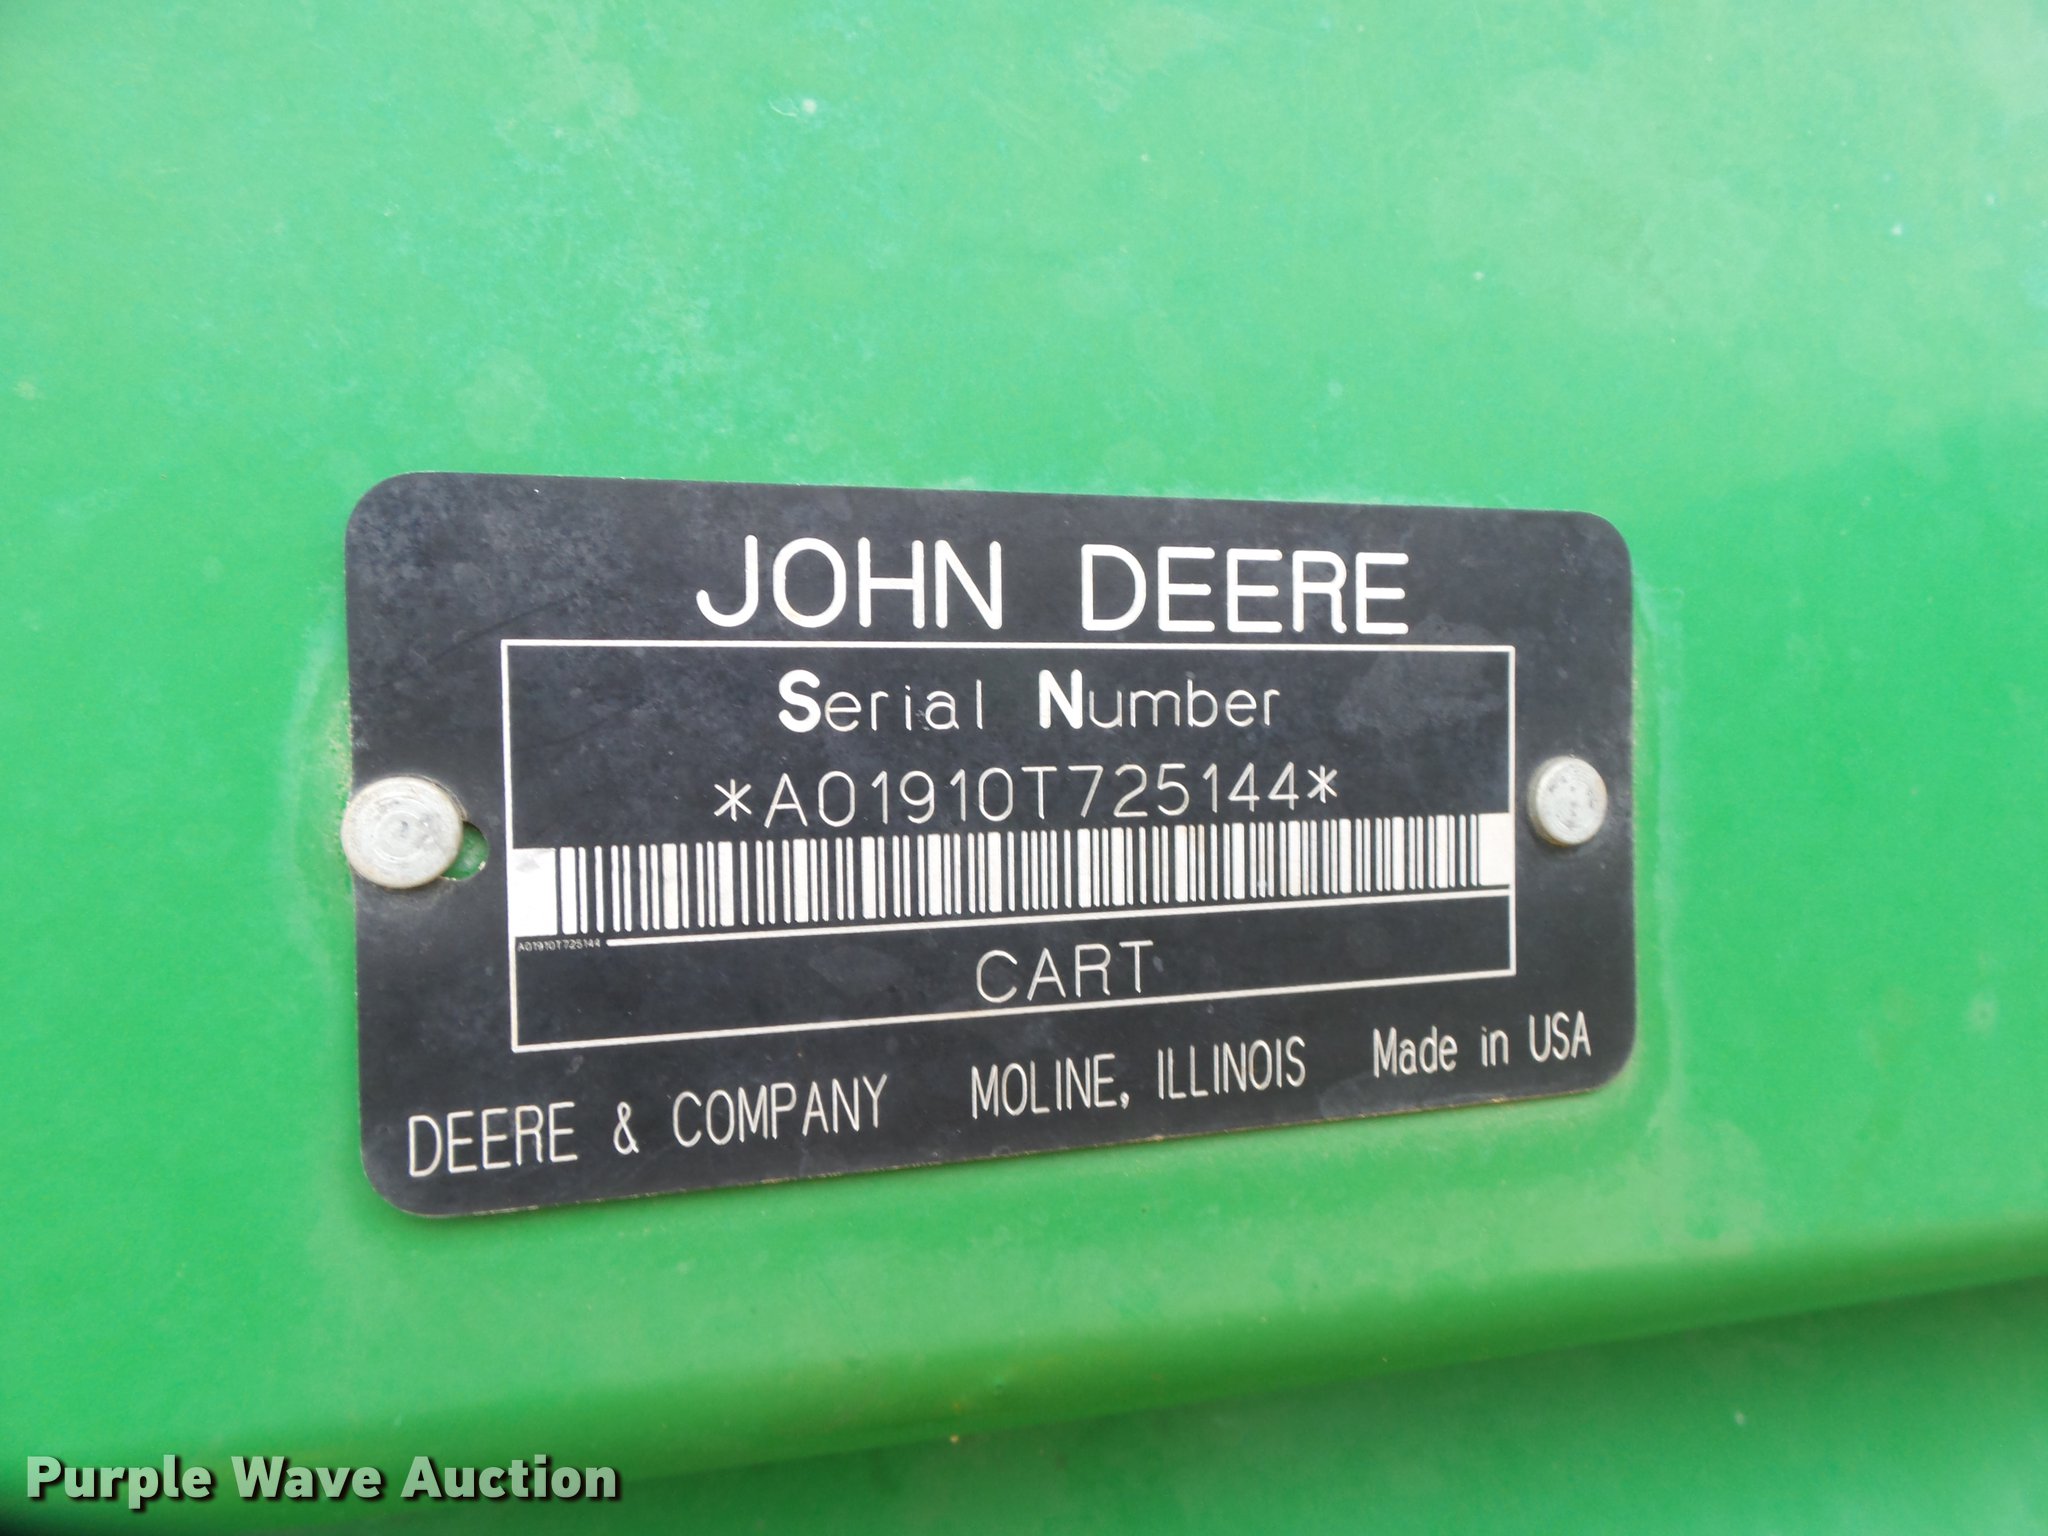 JOHN DEERE
Serial Number
*A01910T725144*
A01910T725144
CART
DEERE & COMPANY MOLINE, ILLINOIS Made in USA
Purple Wave Auction